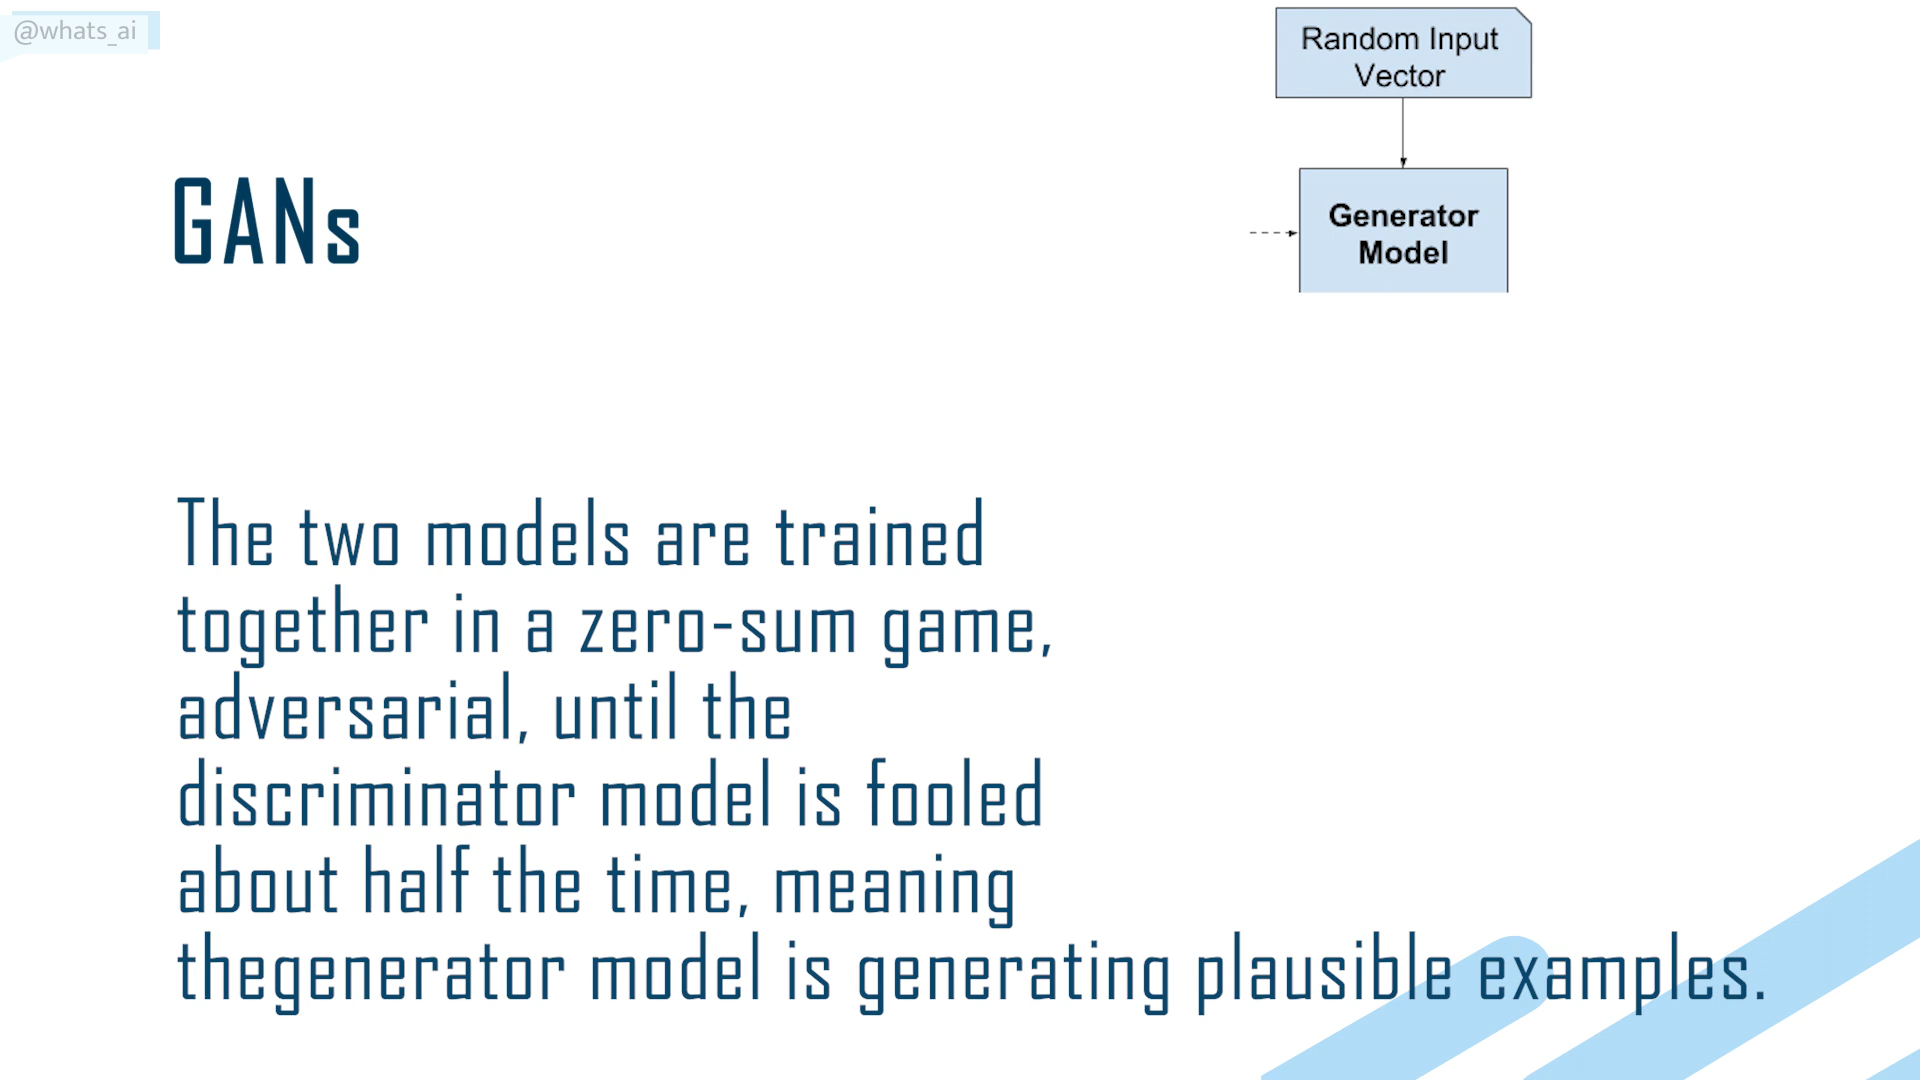 @whats_ai
Random Input
Vector
Generator
Model
GANs
The two models are trained
together in a zero-sum game,
adversarial, until the
discriminator model is fooled
about half the time, meaning
thegenerator model is generating plausible examples.